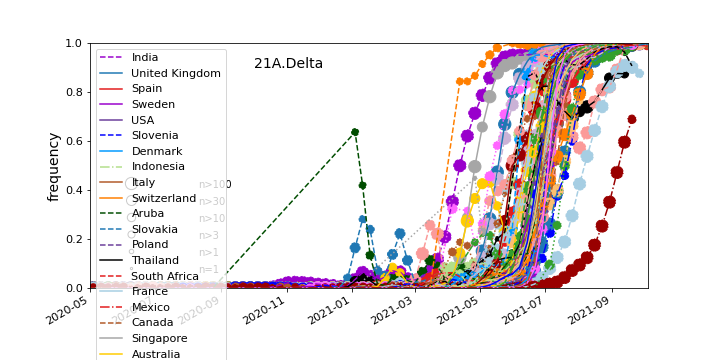 21A.Delta
frequency
1.0
0.8
0.6
0.4
0.2
0.0
India
United Kingdom
Spain
Sweden
USA
Slovenia
Denmark
Indonesia
Italy
Switzerland
Aruba
Slovakia
Poland
Thailand
South Africa
France
Mexico
Canada
Singapore
Australia
n>100
n>30
n>10
n>3
n>1
n=1
2020-05
2020-09
2020-11
2021-01
2021-03
2021-05
2021-07
2021-09